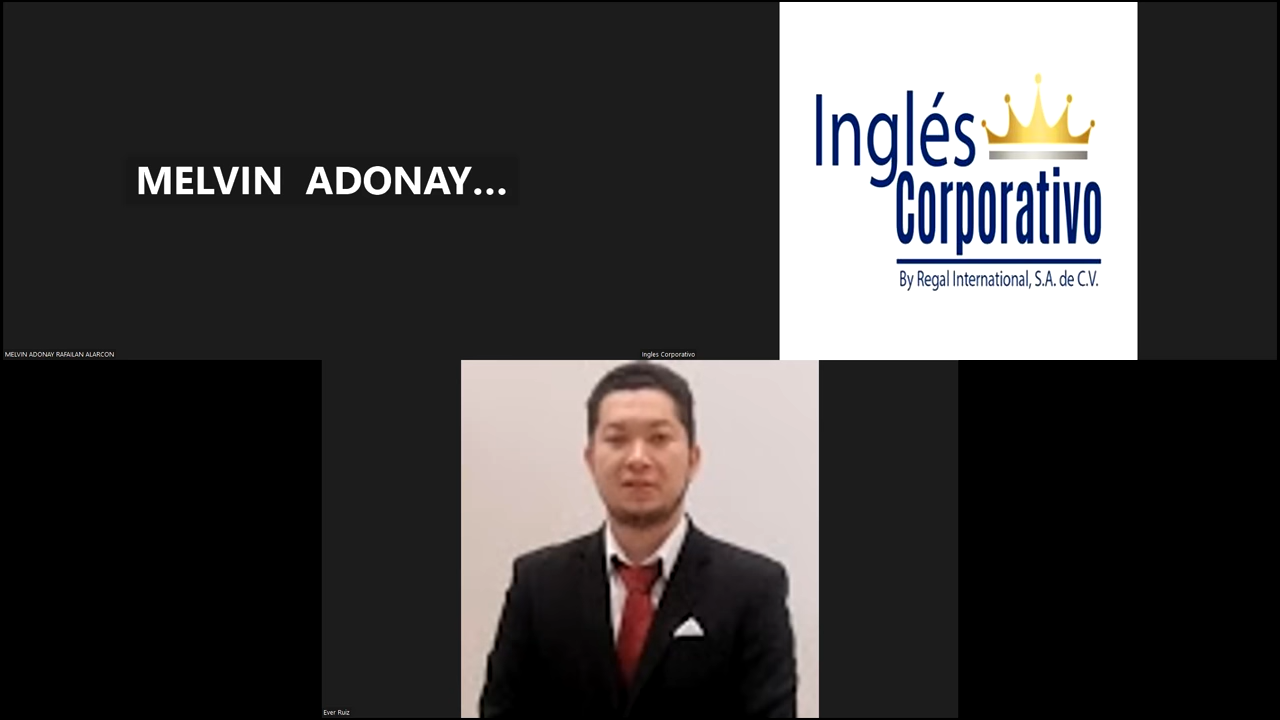 MELVIN ADONAY...
Inglés
Corporativo
By Regal International, S.A. de C.V.
MELVIN ADONAY RAFAILAN ALARCON
Ingles Corporativo
Ever Ruiz